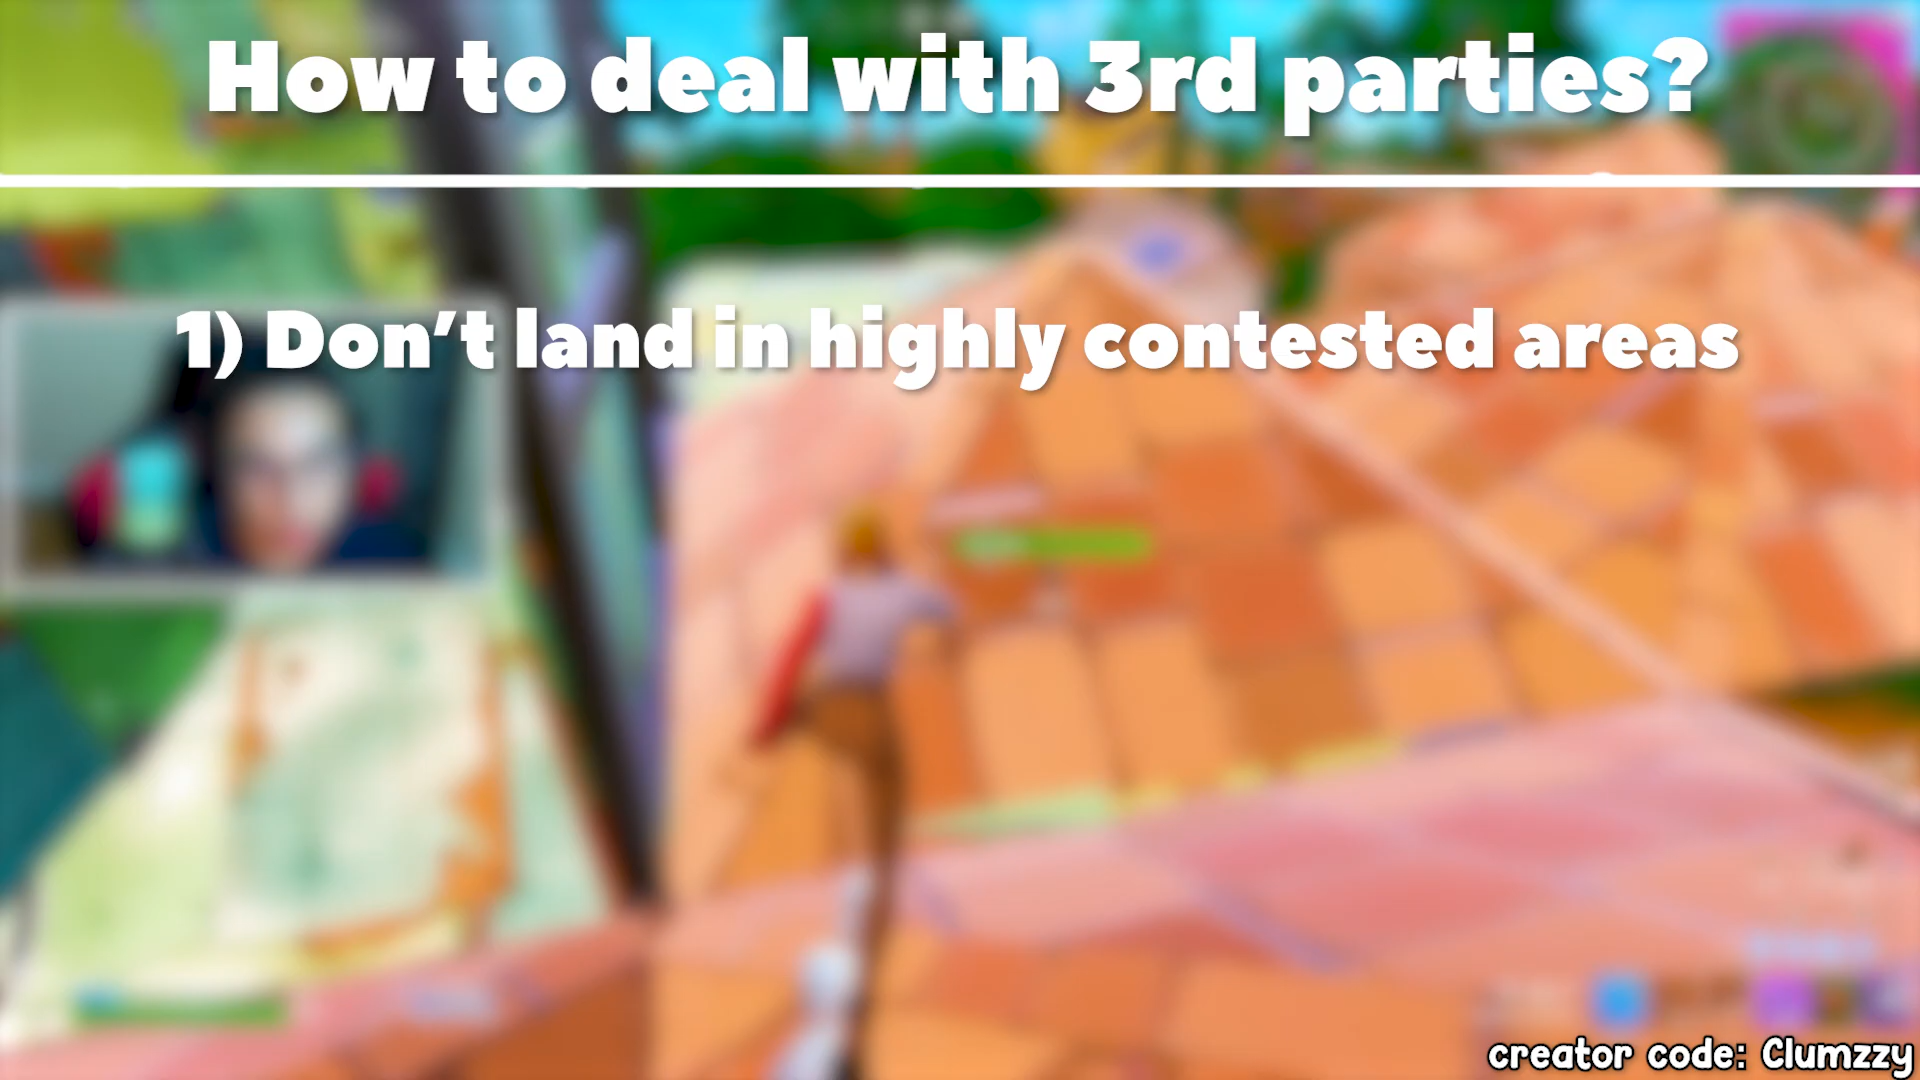 How to deal with 3rd parties?
1) Don't land in highly contested areas
creator code: Clumzzy